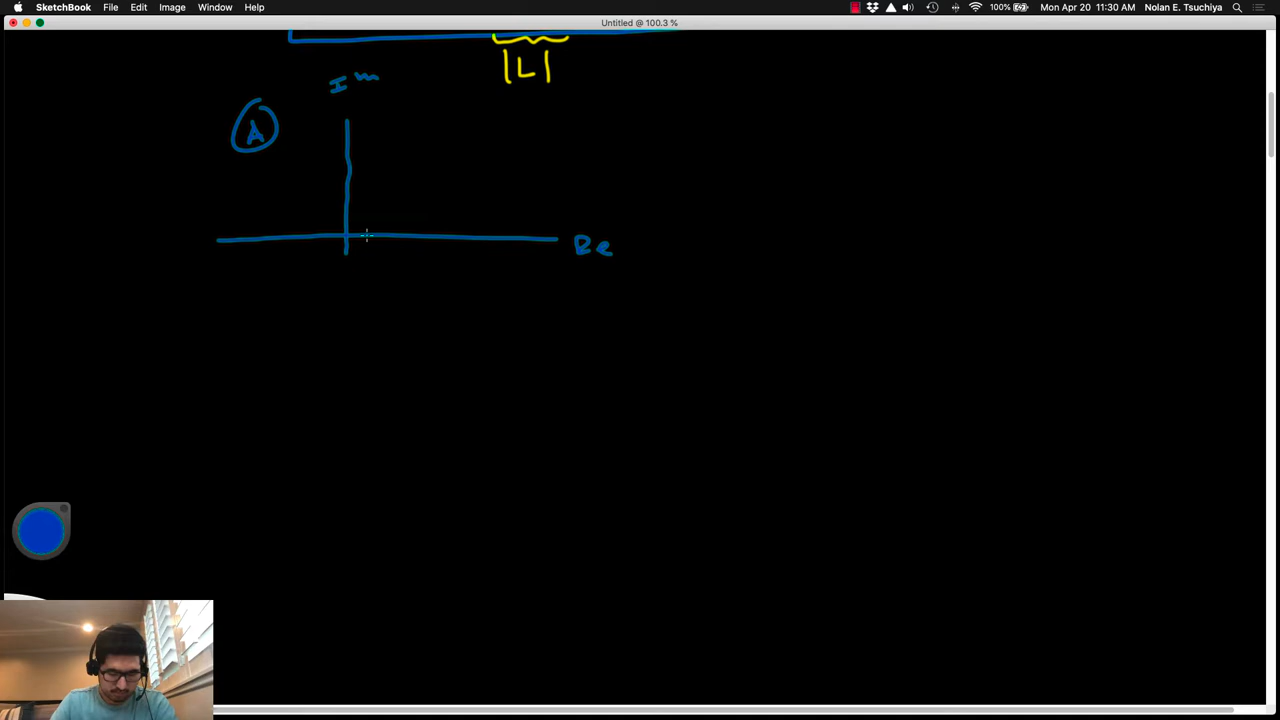 SketchBook File Edit Image Window Help 100% Mon Apr 20 11:30 AM Nolan E. Tsuchiya
Untitled @ 100.3 %
|L|
Im
A
Re